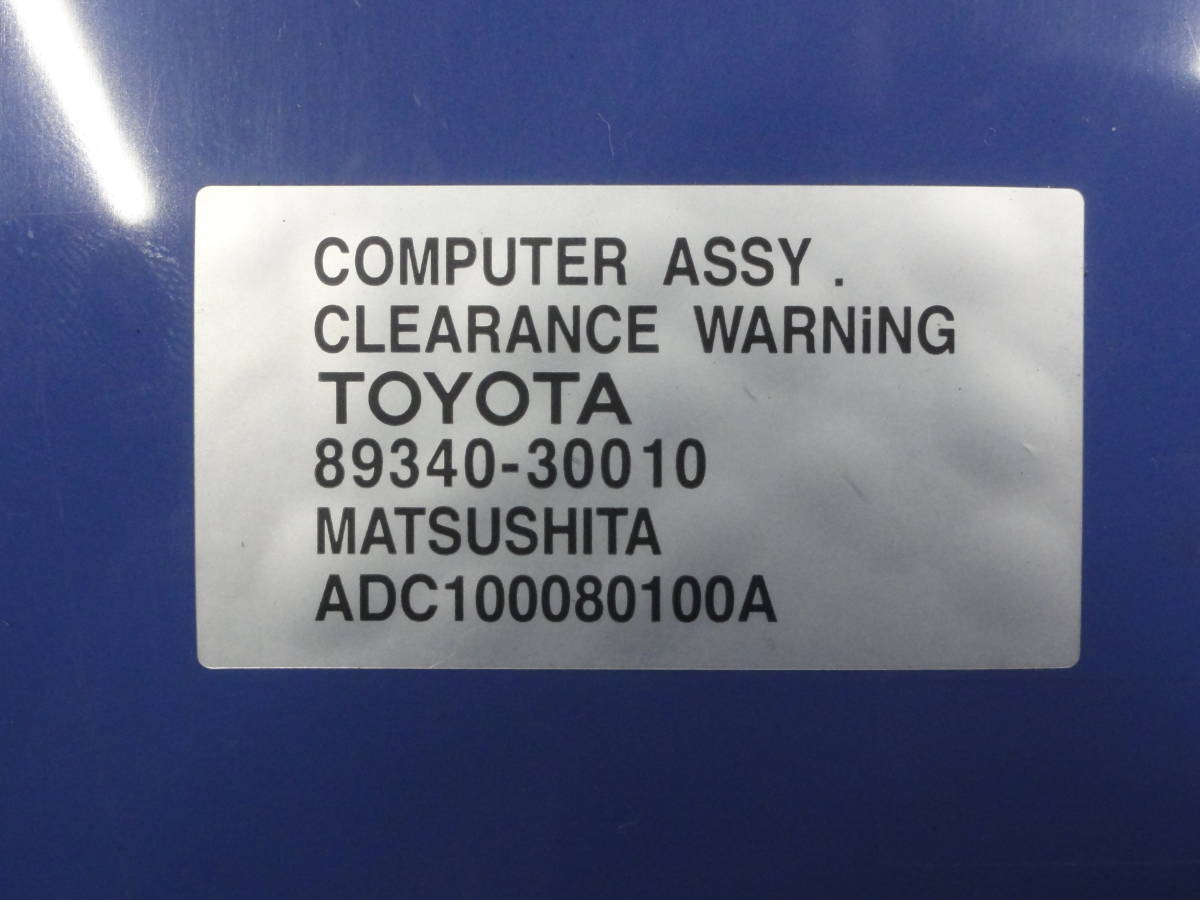 COMPUTER ASSY .
CLEARANCE WARNiNG
TOYOTA
89340-30010
MATSUSHITA
ADC100080100A